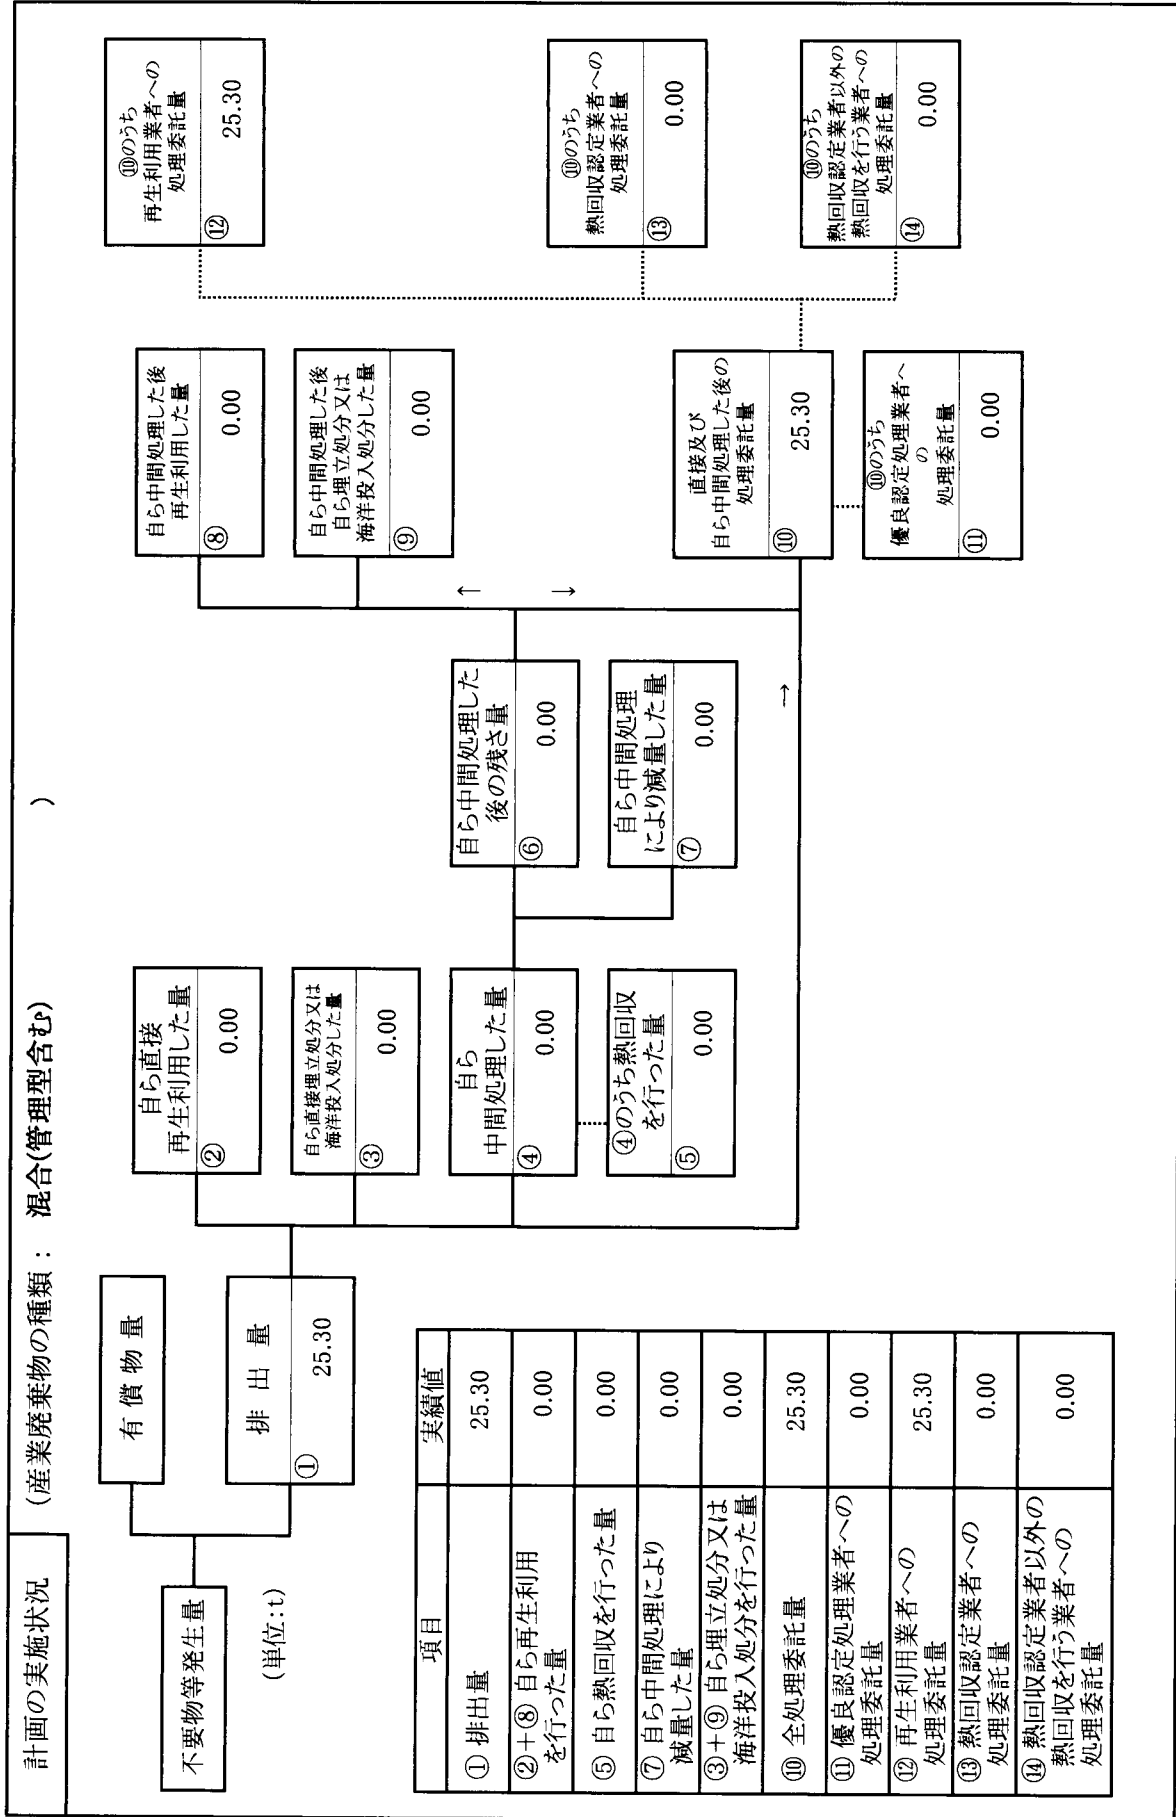 計画の実施状況
(産業廃棄物の種類： 混合(管理型含む) )
不要物等発生量
(単位:t)
有償物量
排出量
① 25.30
自ら直接
再生利用した量
② 0.00
自ら直接埋立処分又は
海洋投入処分した量
③ 0.00
自ら
中間処理した量
④ 0.00
④のうち熱回収
を行った量
⑤ 0.00
自ら中間処理した
後の残さ量
⑥ 0.00
自ら中間処理
により減量した量
⑦ 0.00
→
←
→
自ら中間処理した後
再生利用した量
⑧ 0.00
自ら中間処理した後
自ら埋立処分又は
海洋投入処分した量
⑨ 0.00
直接及び
自ら中間処理した後の
処理委託量
⑩ 25.30
⑩のうち
優良認定処理業者へ
の
処理委託量
⑪ 0.00
⑩のうち
再生利用業者への
処理委託量
⑫ 25.30
⑩のうち
熱回収認定業者への
処理委託量
⑬ 0.00
⑩のうち
熱回収認定業者以外の
熱回収を行う業者への
処理委託量
⑭ 0.00
項目 実績値
① 排出量 25.30
②+⑧ 自ら再生利用
を行った量 0.00
⑤ 自ら熱回収を行った量 0.00
⑦ 自ら中間処理により
減量した量 0.00
③+⑨ 自ら埋立処分又は
海洋投入処分を行った量 0.00
⑩ 全処理委託量 25.30
⑪ 優良認定処理業者への
処理委託量 0.00
⑫ 再生利用業者への
処理委託量 25.30
⑬ 熱回収認定業者への
処理委託量 0.00
⑭ 熱回収認定業者以外の
熱回収を行う業者への
処理委託量 0.00